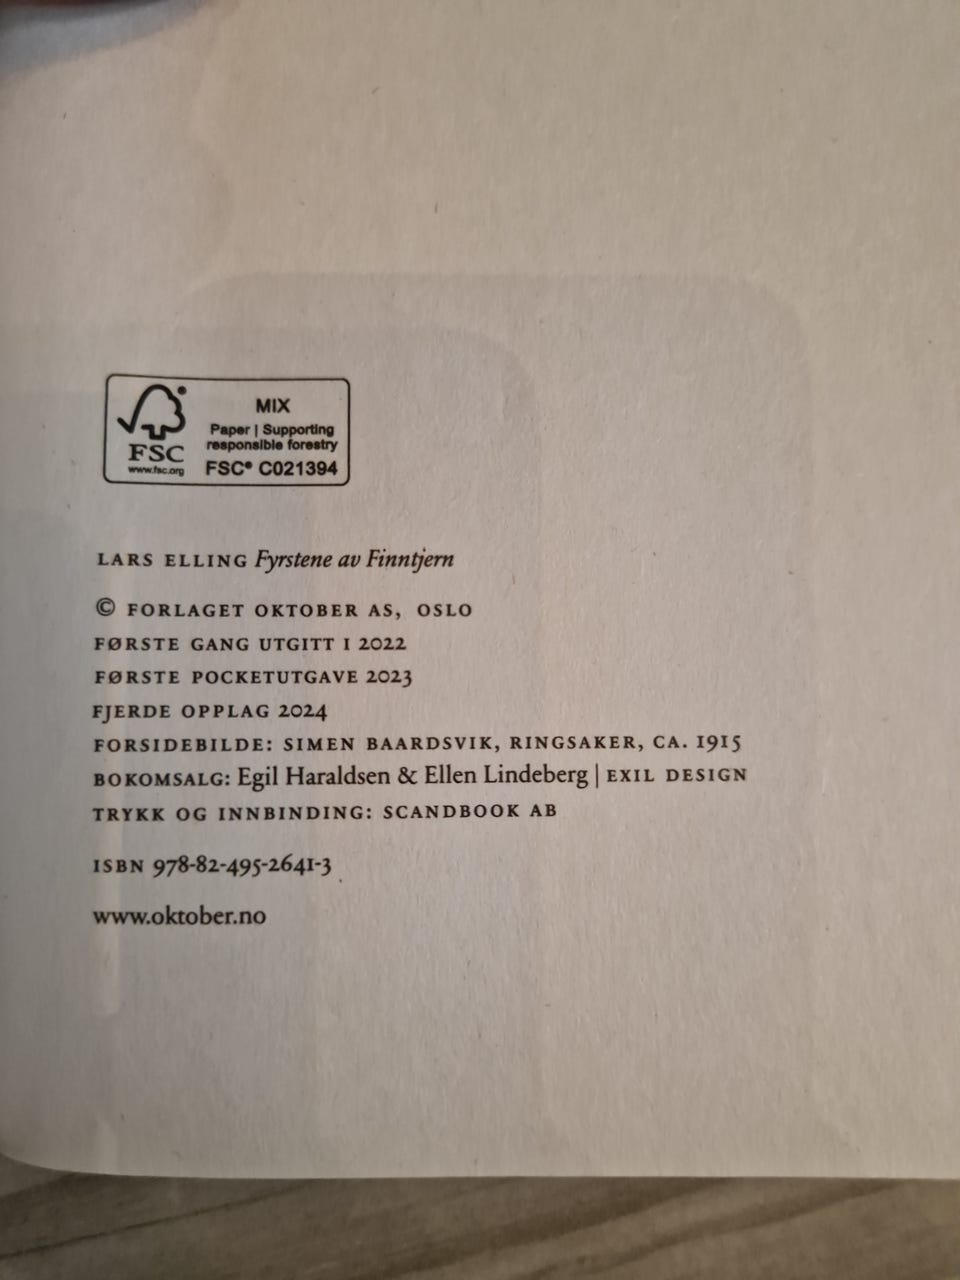 MIX
Paper | Supporting
responsible forestry
FSC® C021394
FSC
www.fsc.org
LARS ELLING Fyrstene av Finntjern
© FORLAGET OKTOBER AS, OSLO
FØRSTE GANG UTGITT I 2022
FØRSTE POCKETUTGAVE 2023
FJERDE OPPLAG 2024
FORSIDEBILDE: SIMEN BAARDSVIK, RINGSAKER, CA. 1915
BOKOMSALG: Egil Haraldsen & Ellen Lindeberg | EXIL DESIGN
TRYKK OG INNBINDING: SCANDBOOK AB
ISBN 978-82-495-2641-3
www.oktober.no